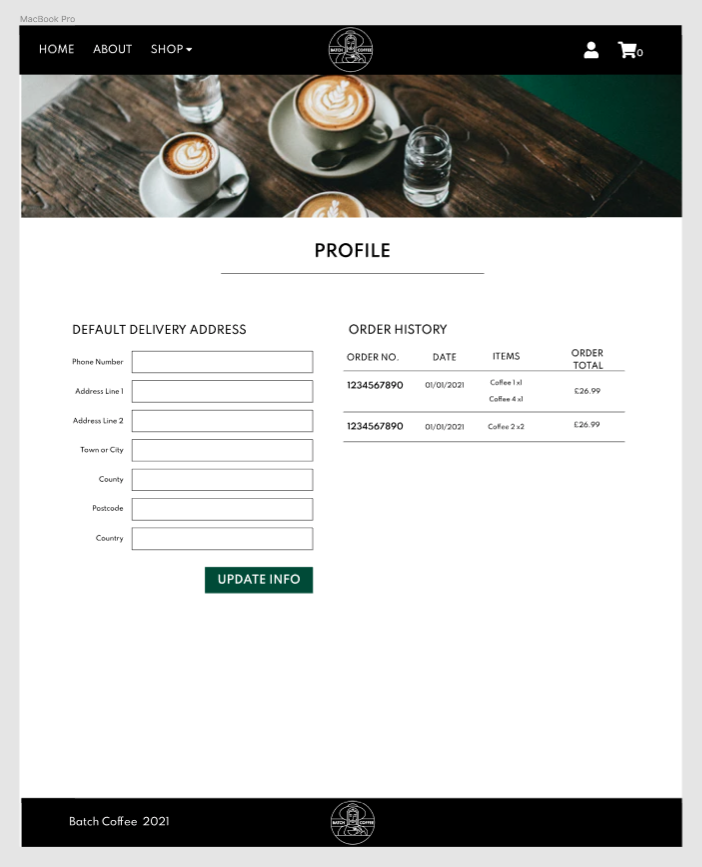 MacBook Pro
HOME ABOUT SHOP 0
BATCH COFFEE
PROFILE
DEFAULT DELIVERY ADDRESS
Phone Number
Address Line 1
Address Line 2
Town or City
County
Postcode
Country
UPDATE INFO
ORDER HISTORY
ORDER NO. DATE ITEMS ORDER TOTAL
1234567890 01/01/2021 Coffee 1 x1 £26.99
Coffee 4 x1
1234567890 01/01/2021 Coffee 2 x2 £26.99
Batch Coffee 2021
BATCH COFFEE